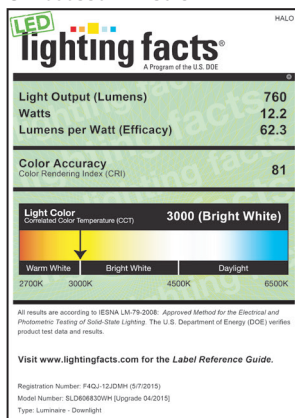 HALO
LED
lighting facts®
A Program of the U.S. DOE
Light Output (Lumens) 760
Watts 12.2
Lumens per Watt (Efficacy) 62.3
Color Accuracy
Color Rendering Index (CRI) 81
Light Color
Correlated Color Temperature (CCT) 3000 (Bright White)
Warm White Bright White Daylight
2700K 3000K 4500K 6500K
All results are according to IESNA LM-79-2008: Approved Method for the Electrical and
Photometric Testing of Solid-State Lighting. The U.S. Department of Energy (DOE) verifies
product test data and results.
Visit www.lightingfacts.com for the Label Reference Guide.
Registration Number: F4QJ-12JDMH (5/7/2015)
Model Number: SLD606830WH [Upgrade 04/2015]
Type: Luminaire - Downlight